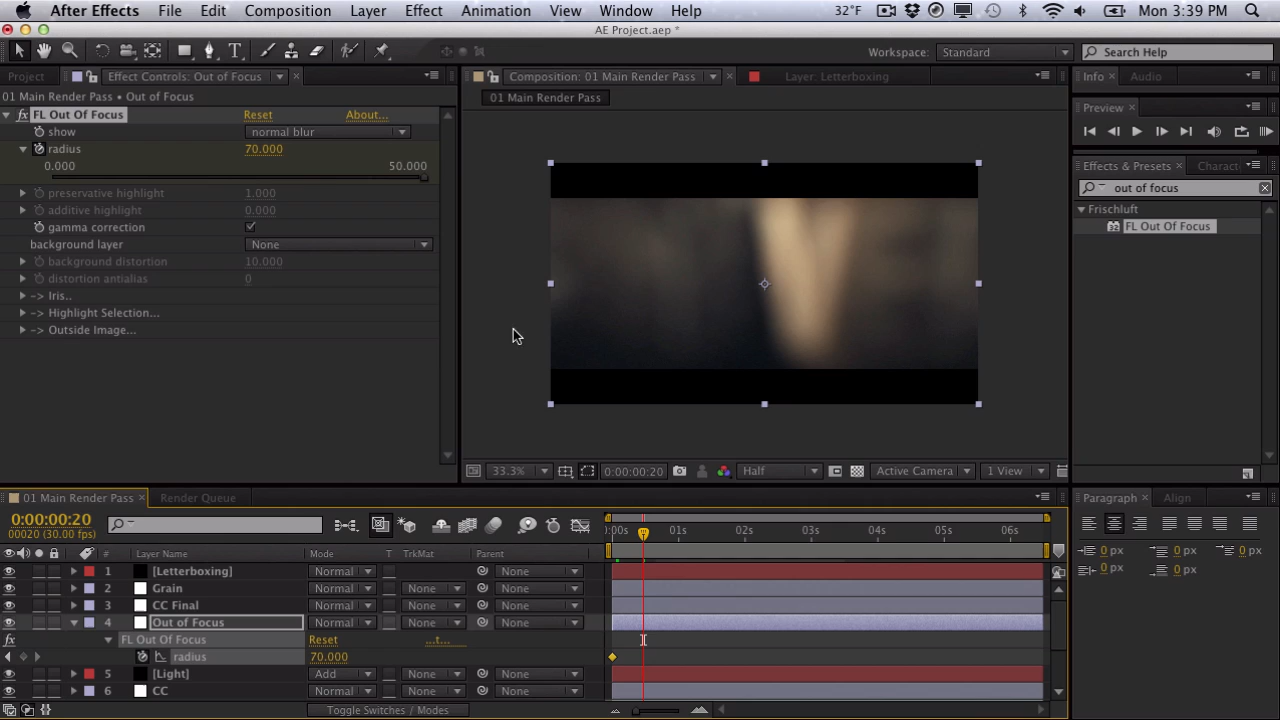 After Effects File Edit Composition Layer Effect Animation View Window Help 32°F Mon 3:39 PM
AE Project.aep *
Workspace: Standard Search Help
Project Effect Controls: Out of Focus Composition: 01 Main Render Pass Layer: Letterboxing Info Audio
01 Main Render Pass • Out of Focus 01 Main Render Pass Preview
fx FL Out Of Focus Reset About...
show normal blur
radius 70.000
0.000 50.000 Effects & Presets Charact
preservative highlight 1.000 out of focus
additive highlight 0.000 Frischluft
gamma correction FL Out Of Focus
background layer None
background distortion 10.000
distortion antialias 0
-> Iris..
-> Highlight Selection...
-> Outside Image...
33.3% 0:00:00:20 Half Active Camera 1 View
01 Main Render Pass Render Queue Paragraph Align
0:00:00:20
00020 (30.00 fps) :00s 01s 02s 03s 04s 05s 06s
# Layer Name Mode T TrkMat Parent 0 px 0 px 0 px
1 [Letterboxing] Normal None 0 px 0 px
2 Grain Normal None None
3 CC Final Normal None None
4 Out of Focus Normal None None
fx FL Out Of Focus Reset ...t...
radius 70.000
5 [Light] Add None None
6 CC Normal None None
Toggle Switches / Modes